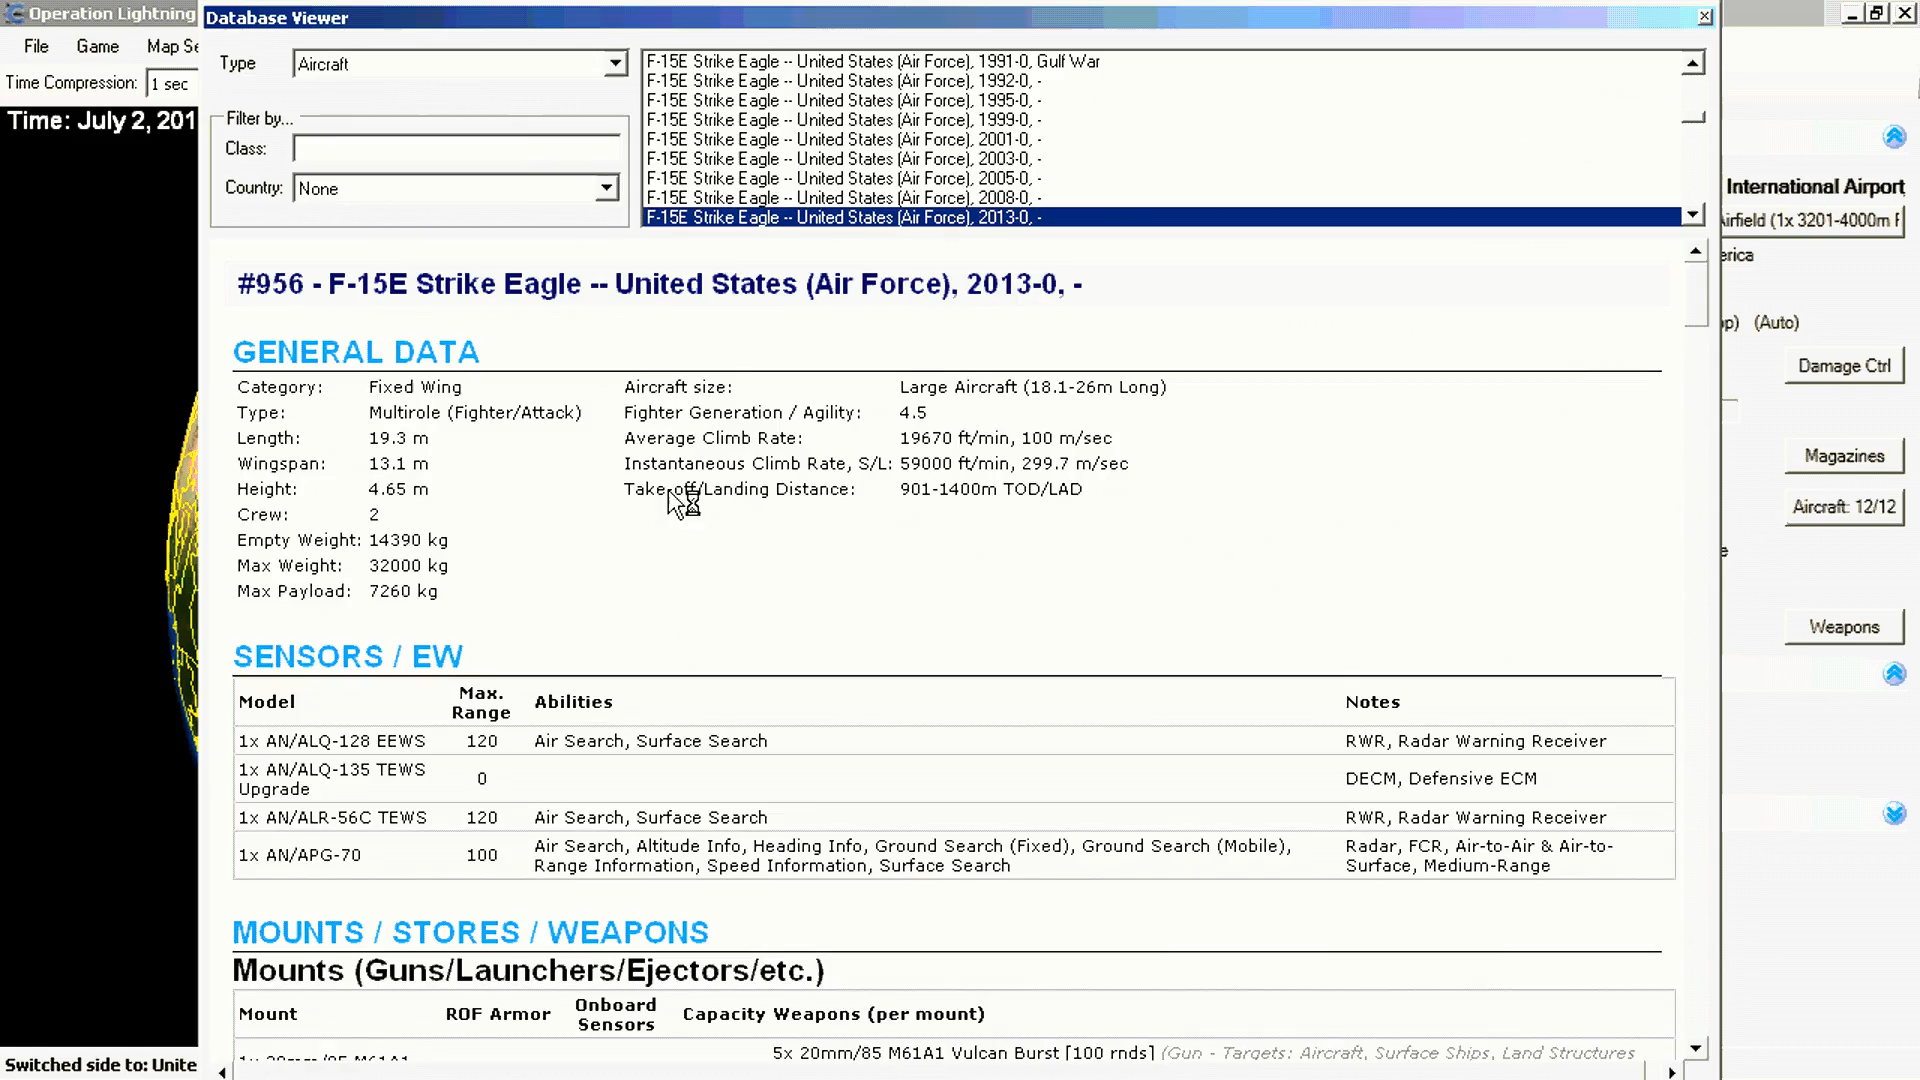 Operation Lightning
Database Viewer
File Game Map Se
Time Compression: 1 sec
Time: July 2, 201
Type Aircraft
Filter by...
Class:
Country: None
F-15E Strike Eagle -- United States (Air Force), 1991-0, Gulf War
F-15E Strike Eagle -- United States (Air Force), 1992-0, -
F-15E Strike Eagle -- United States (Air Force), 1995-0, -
F-15E Strike Eagle -- United States (Air Force), 1999-0, -
F-15E Strike Eagle -- United States (Air Force), 2001-0, -
F-15E Strike Eagle -- United States (Air Force), 2003-0, -
F-15E Strike Eagle -- United States (Air Force), 2005-0, -
F-15E Strike Eagle -- United States (Air Force), 2008-0, -
F-15E Strike Eagle -- United States (Air Force), 2013-0, -
#956 - F-15E Strike Eagle -- United States (Air Force), 2013-0, -
GENERAL DATA
Category: Fixed Wing Aircraft size: Large Aircraft (18.1-26m Long)
Type: Multirole (Fighter/Attack) Fighter Generation / Agility: 4.5
Length: 19.3 m Average Climb Rate: 19670 ft/min, 100 m/sec
Wingspan: 13.1 m Instantaneous Climb Rate, S/L: 59000 ft/min, 299.7 m/sec
Height: 4.65 m Take-off/Landing Distance: 901-1400m TOD/LAD
Crew: 2
Empty Weight: 14390 kg
Max Weight: 32000 kg
Max Payload: 7260 kg
SENSORS / EW
Model Max. Range Abilities Notes
1x AN/ALQ-128 EEWS 120 Air Search, Surface Search RWR, Radar Warning Receiver
1x AN/ALQ-135 TEWS Upgrade 0 DECM, Defensive ECM
1x AN/ALR-56C TEWS 120 Air Search, Surface Search RWR, Radar Warning Receiver
1x AN/APG-70 100 Air Search, Altitude Info, Heading Info, Ground Search (Fixed), Ground Search (Mobile), Radar, FCR, Air-to-Air & Air-to-
Range Information, Speed Information, Surface Search Surface, Medium-Range
MOUNTS / STORES / WEAPONS
Mounts (Guns/Launchers/Ejectors/etc.)
Mount ROF Armor Onboard Sensors Capacity Weapons (per mount)
5x 20mm/85 M61A1 Vulcan Burst [100 rnds] (Gun - Targets: Aircraft, Surface Ships, Land Structures
1x 20mm/85 M61A1
International Airport
irfield (1x 3201-4000m
erica
p) (Auto)
Damage Ctrl
Magazines
Aircraft: 12/12
e
Weapons
Switched side to: Unite